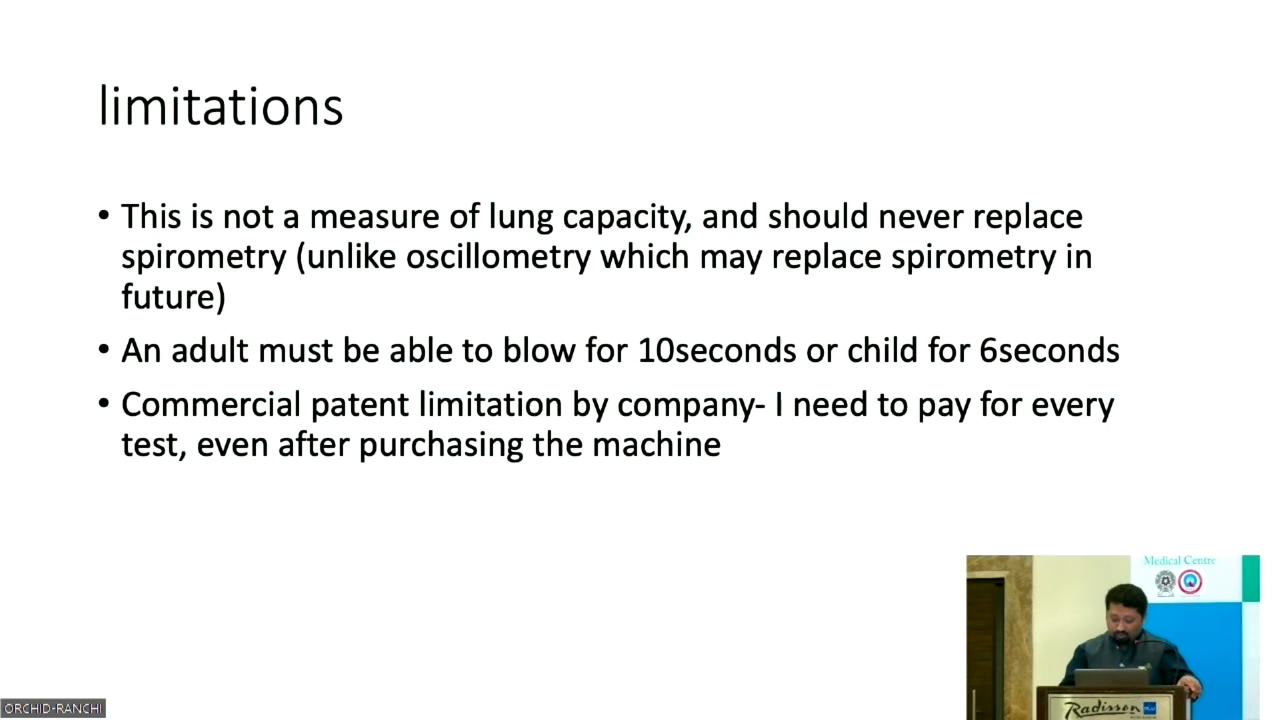 limitations
• This is not a measure of lung capacity, and should never replace
spirometry (unlike oscillometry which may replace spirometry in
future)
• An adult must be able to blow for 10seconds or child for 6seconds
• Commercial patent limitation by company- I need to pay for every
test, even after purchasing the machine
Medical Centre
Radisson
ORCHID-RANCHI